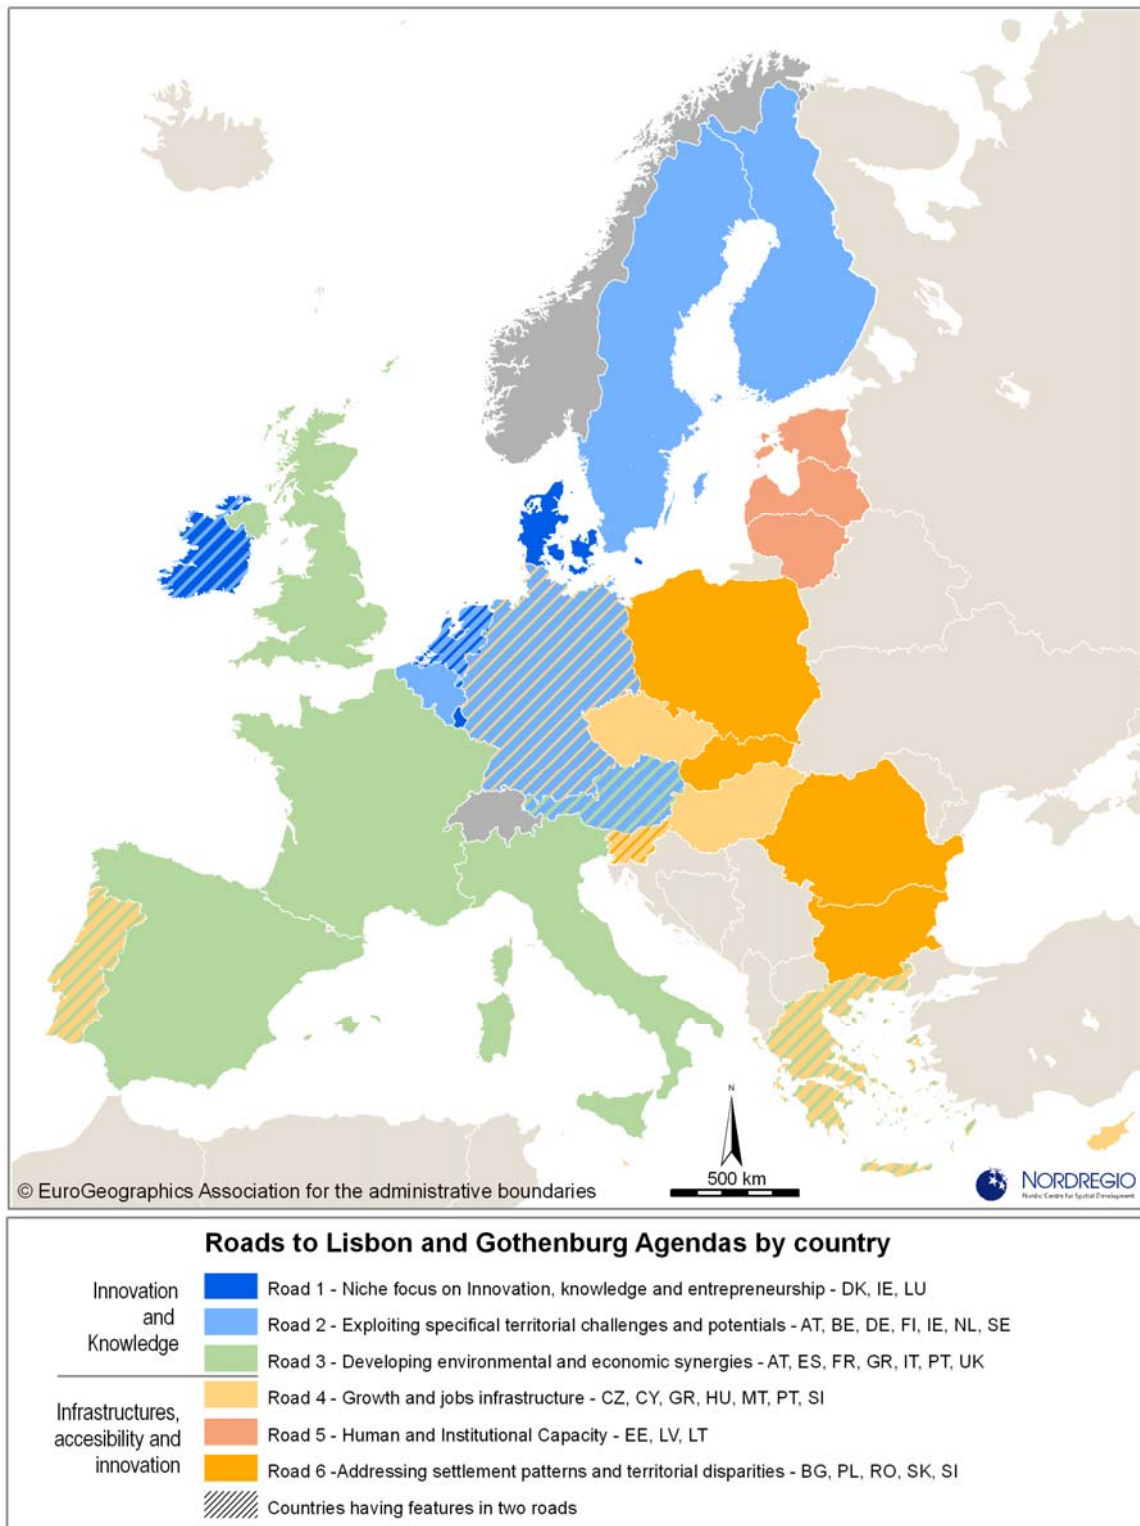 N
500 km
© EuroGeographics Association for the administrative boundaries
NORDREGIO
Nordic Centre for Spatial Development
Roads to Lisbon and Gothenburg Agendas by country
Innovation
and
Knowledge
Road 1 - Niche focus on Innovation, knowledge and entrepreneurship - DK, IE, LU
Road 2 - Exploiting specifical territorial challenges and potentials - AT, BE, DE, FI, IE, NL, SE
Road 3 - Developing environmental and economic synergies - AT, ES, FR, GR, IT, PT, UK
Infrastructures,
accesibility and
innovation
Road 4 - Growth and jobs infrastructure - CZ, CY, GR, HU, MT, PT, SI
Road 5 - Human and Institutional Capacity - EE, LV, LT
Road 6 -Addressing settlement patterns and territorial disparities - BG, PL, RO, SK, SI
Countries having features in two roads